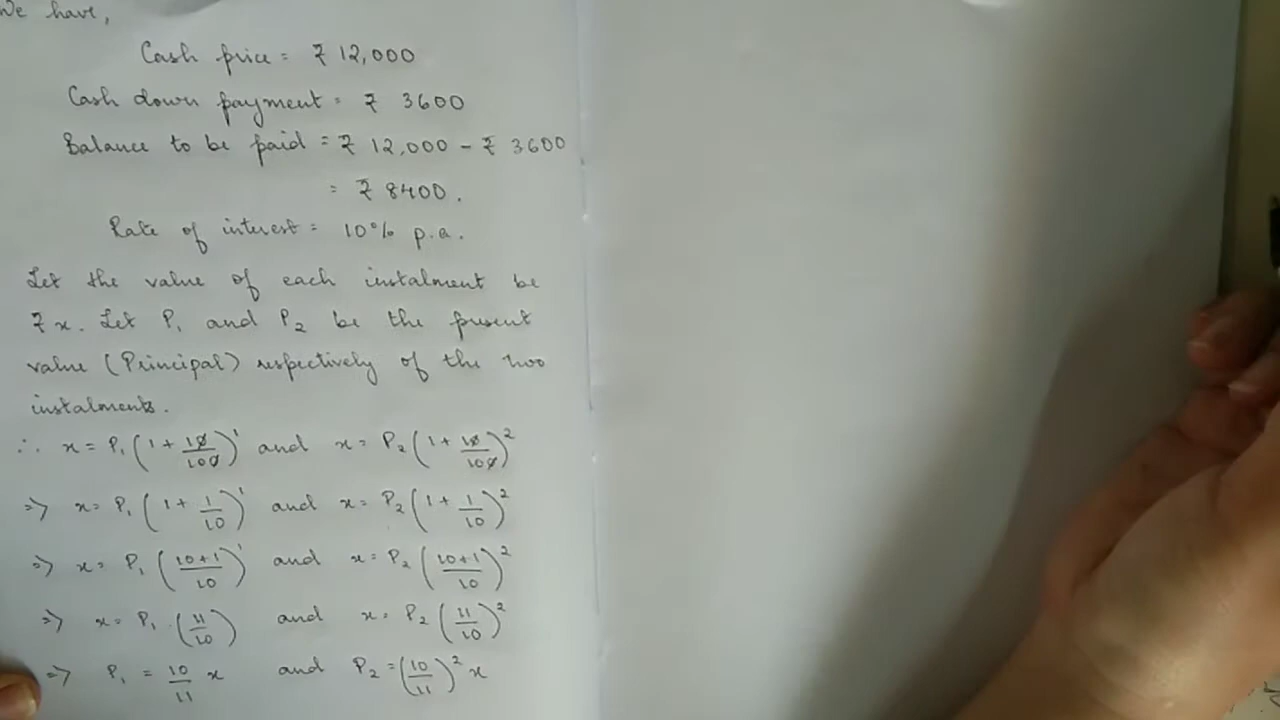 We have,
Cash price = ₹ 12,000
Cash down payment = ₹ 3600
Balance to be paid = ₹ 12,000 - ₹ 3600
= ₹ 8400.
Rate of interest = 10% p.a.
Let the value of each instalment be
₹ x. Let P₁ and P₂ be the present
value (Principal) respectively of the two
instalments.
∴ x = P₁ (1 + 10/100)¹ and x = P₂ (1 + 10/100)²
=> x = P₁ (1 + 1/10)¹ and x = P₂ (1 + 1/10)²
=> x = P₁ ((10+1)/10)¹ and x = P₂ ((10+1)/10)²
=> x = P₁ (11/10) and x = P₂ (11/10)²
=> P₁ = 10/11 x and P₂ = (10/11)² x